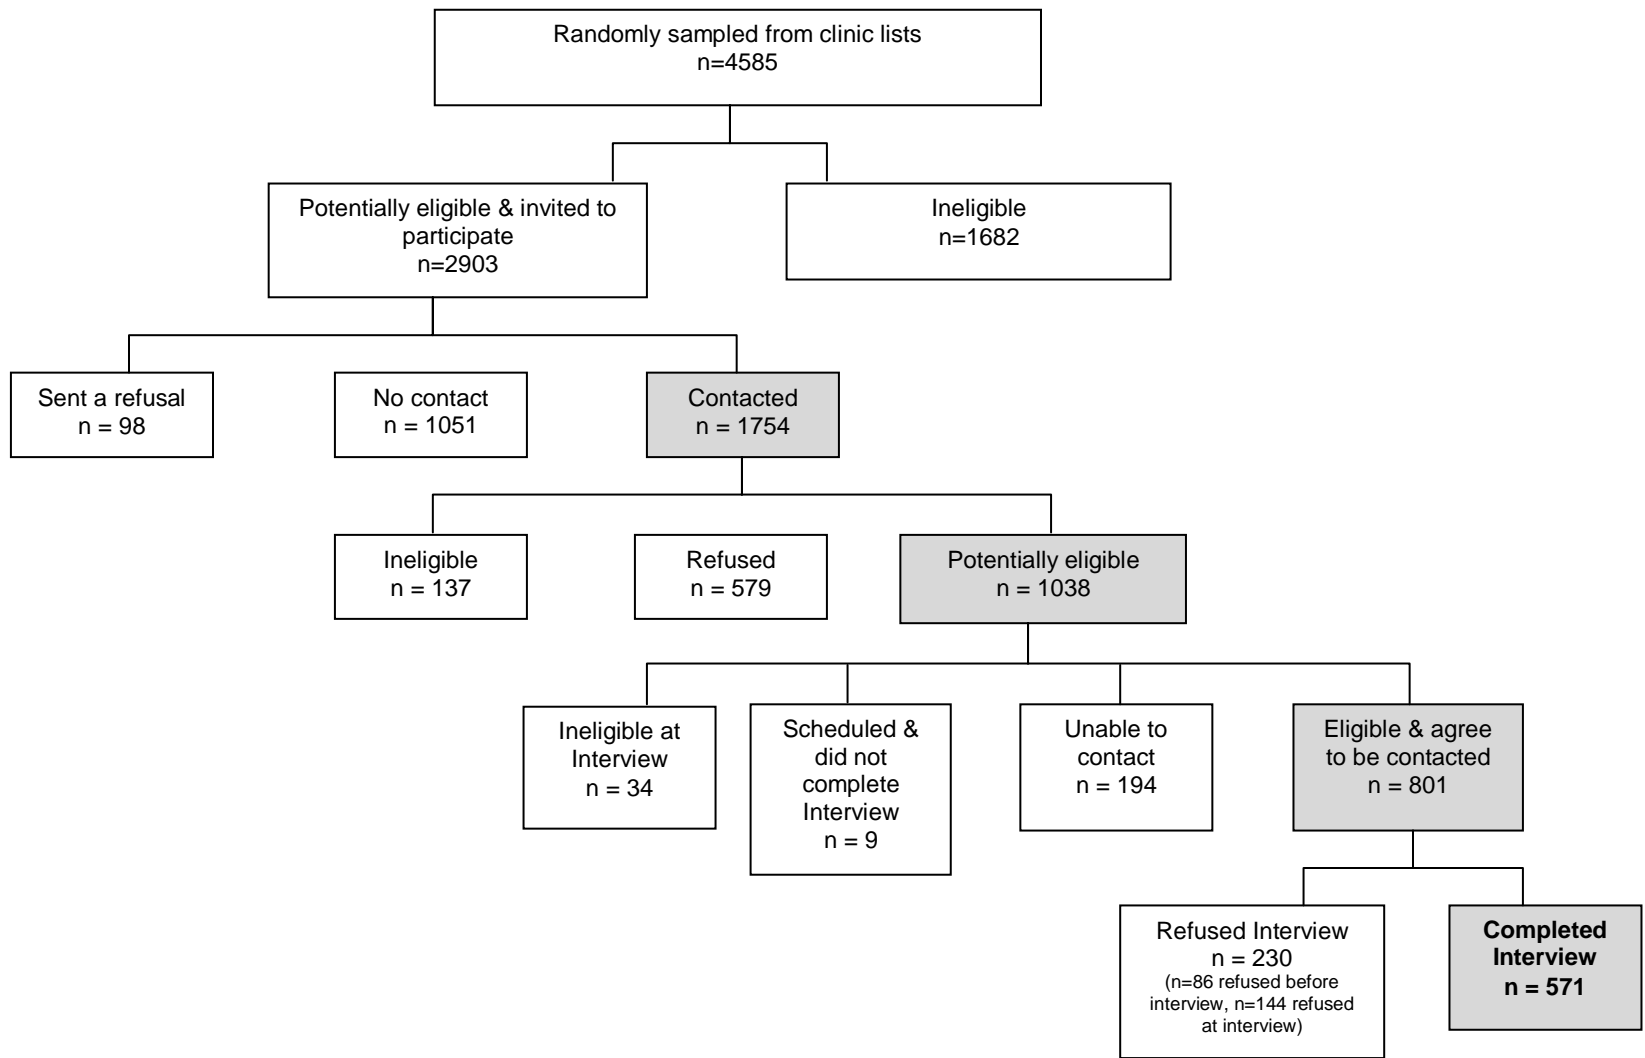 Randomly sampled from clinic lists
n=4585
Potentially eligible & invited to
participate
n=2903
Ineligible
n=1682
Sent a refusal
n = 98
No contact
n = 1051
Contacted
n = 1754
Ineligible
n = 137
Refused
n = 579
Potentially eligible
n = 1038
Ineligible at
Interview
n = 34
Scheduled &
did not
complete
Interview
n = 9
Unable to
contact
n = 194
Eligible & agree
to be contacted
n = 801
Refused Interview
n = 230
(n=86 refused before
interview, n=144 refused
at interview)
Completed
Interview
n = 571